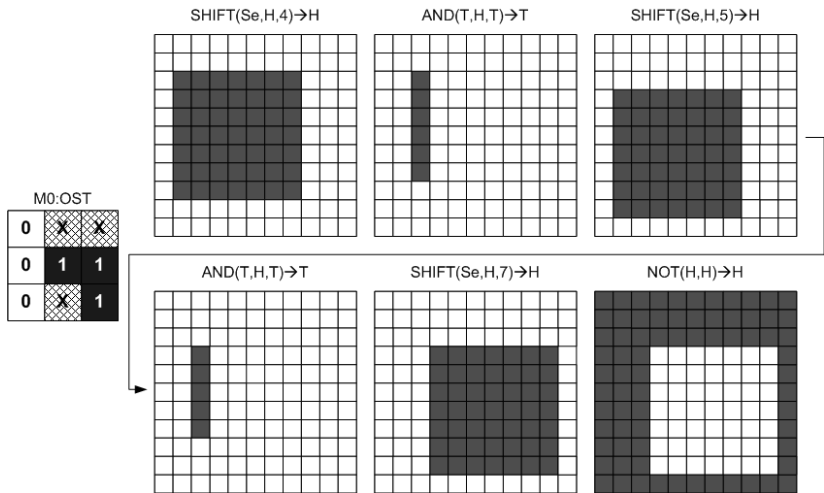 SHIFT(Se,H,4)→H
AND(T,H,T)→T
SHIFT(Se,H,5)→H
M0:OST
0 X X
0 1 1
0 X 1
AND(T,H,T)→T
SHIFT(Se,H,7)→H
NOT(H,H)→H